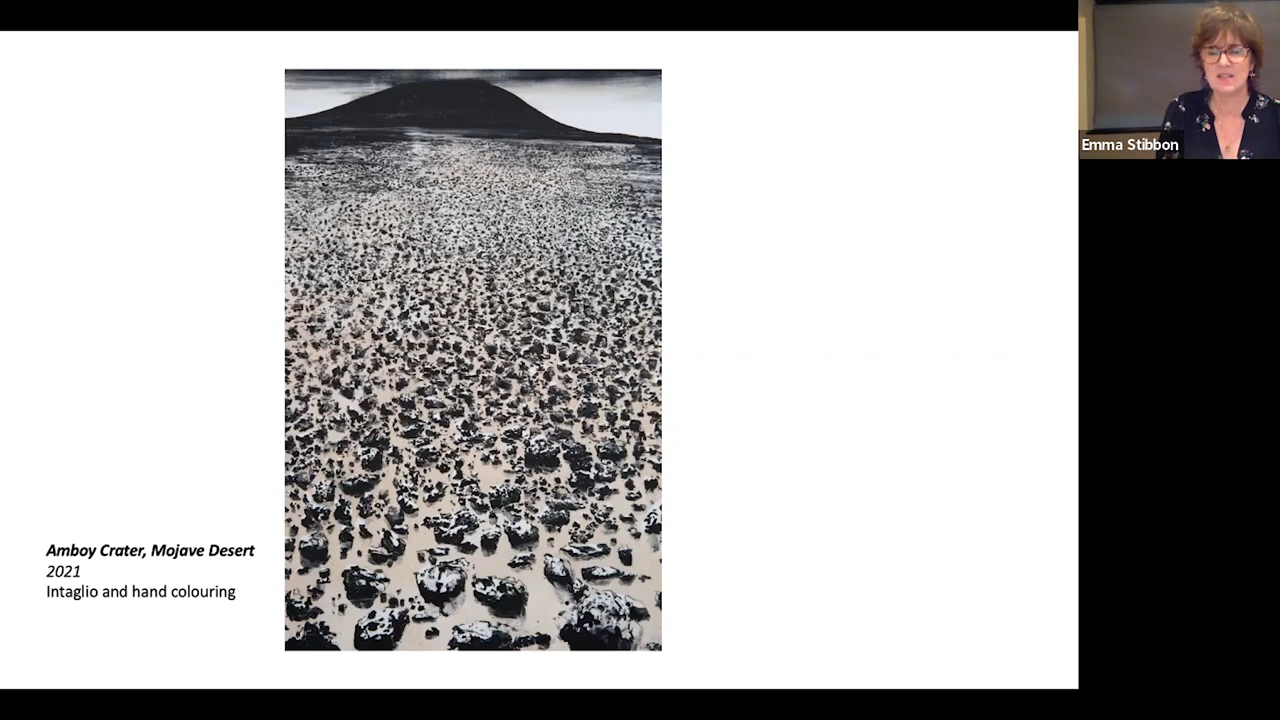 Emma Stibbon
Amboy Crater, Mojave Desert
2021
Intaglio and hand colouring